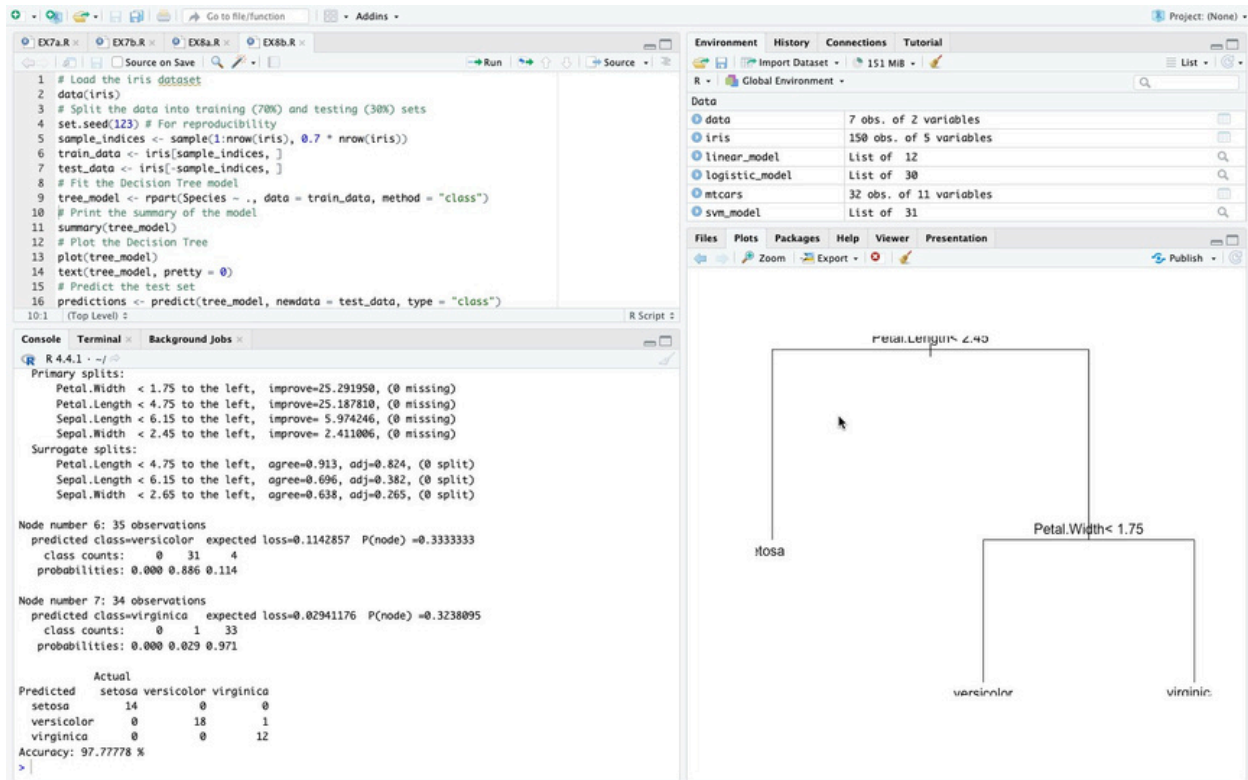 Go to file/function Addins Project: (None)
EX7a.R EX7b.R EX8a.R EX8b.R
Source on Save Run Source
1 # Load the iris dataset
2 data(iris)
3 # Split the data into training (70%) and testing (30%) sets
4 set.seed(123) # For reproducibility
5 sample_indices <- sample(1:nrow(iris), 0.7 * nrow(iris))
6 train_data <- iris[sample_indices, ]
7 test_data <- iris[-sample_indices, ]
8 # Fit the Decision Tree model
9 tree_model <- rpart(Species ~ ., data = train_data, method = "class")
10 # Print the summary of the model
11 summary(tree_model)
12 # Plot the Decision Tree
13 plot(tree_model)
14 text(tree_model, pretty = 0)
15 # Predict the test set
16 predictions <- predict(tree_model, newdata = test_data, type = "class")
10:1 (Top Level) R Script
Console Terminal Background Jobs
R R 4.4.1 · ~/
Primary splits:
Petal.Width < 1.75 to the left, improve=25.291950, (0 missing)
Petal.Length < 4.75 to the left, improve=25.187810, (0 missing)
Sepal.Length < 6.15 to the left, improve= 5.974246, (0 missing)
Sepal.Width < 2.45 to the left, improve= 2.411006, (0 missing)
Surrogate splits:
Petal.Length < 4.75 to the left, agree=0.913, adj=0.824, (0 split)
Sepal.Length < 6.15 to the left, agree=0.696, adj=0.382, (0 split)
Sepal.Width < 2.65 to the left, agree=0.638, adj=0.265, (0 split)
Node number 6: 35 observations
predicted class=versicolor expected loss=0.1142857 P(node) =0.3333333
class counts: 0 31 4
probabilities: 0.000 0.886 0.114
Node number 7: 34 observations
predicted class=virginica expected loss=0.02941176 P(node) =0.3238095
class counts: 0 1 33
probabilities: 0.000 0.029 0.971
Actual
Predicted setosa versicolor virginica
setosa 14 0 0
versicolor 0 18 1
virginica 0 0 12
Accuracy: 97.77778 %
>
Environment History Connections Tutorial
Import Dataset 151 MiB List
R Global Environment
Data
data 7 obs. of 2 variables
iris 150 obs. of 5 variables
linear_model List of 12
logistic_model List of 30
mtcars 32 obs. of 11 variables
svm_model List of 31
Files Plots Packages Help Viewer Presentation
Zoom Export Publish
Petal.Length< 2.45
tosa
Petal.Width< 1.75
versicolor virginic